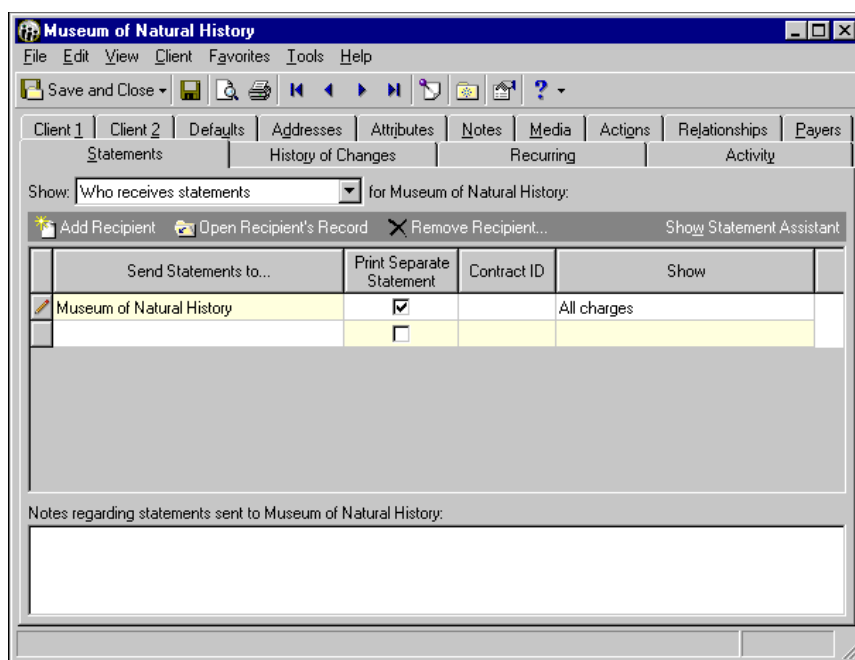 Museum of Natural History
File Edit View Client Favorites Tools Help
Save and Close
Client 1 Client 2 Defaults Addresses Attributes Notes Media Actions Relationships Payers
Statements History of Changes Recurring Activity
Show: Who receives statements for Museum of Natural History:
Add Recipient Open Recipient's Record Remove Recipient... Show Statement Assistant
Send Statements to... Print Separate Statement Contract ID Show
Museum of Natural History All charges
Notes regarding statements sent to Museum of Natural History: